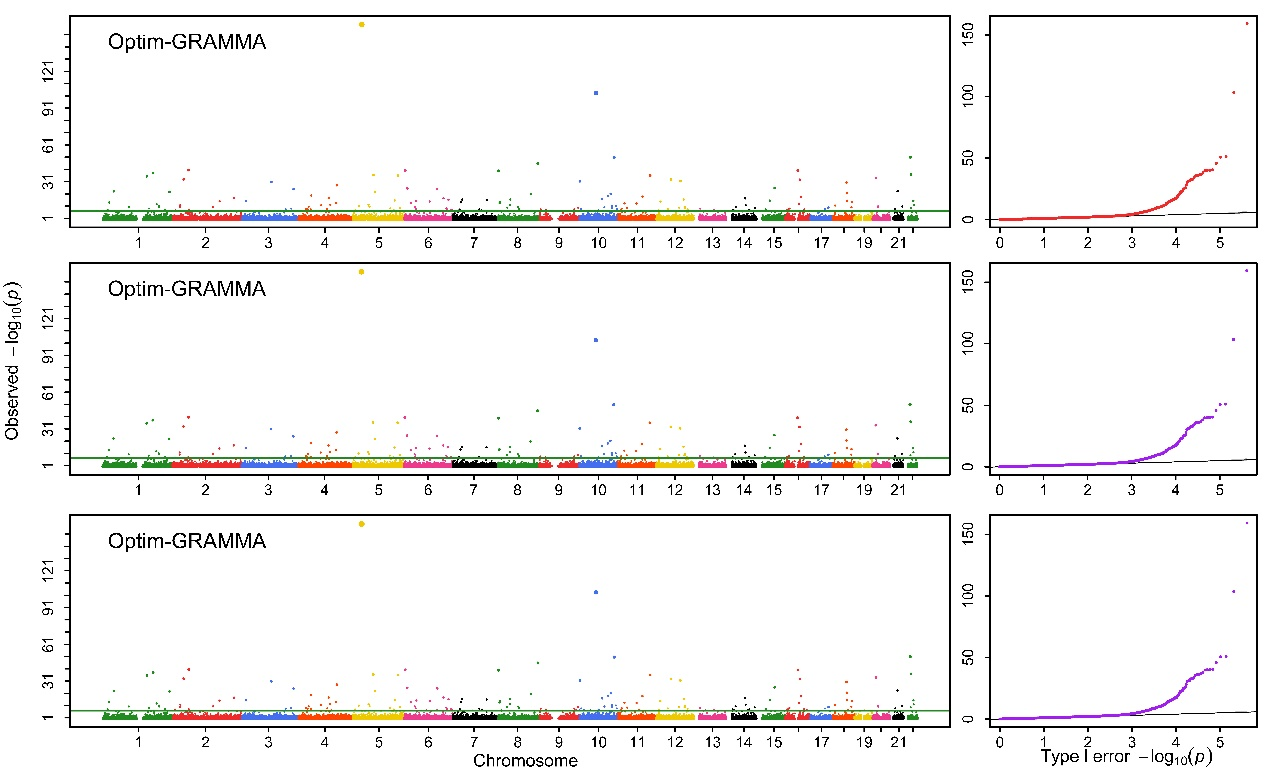 Optim-GRAMMA
1 31 61 91 121
1 2 3 4 5 6 7 8 9 10 11 12 13 14 15 17 19 21
0 50 100 150
0 1 2 3 4 5
Observed −log10(p)
Optim-GRAMMA
1 31 61 91 121
1 2 3 4 5 6 7 8 9 10 11 12 13 14 15 17 19 21
0 50 100 150
0 1 2 3 4 5
Optim-GRAMMA
1 31 61 91 121
1 2 3 4 5 6 7 8 9 10 11 12 13 14 15 17 19 21
Chromosome
0 50 100 150
0 1 2 3 4 5
Type I error −log10(p)